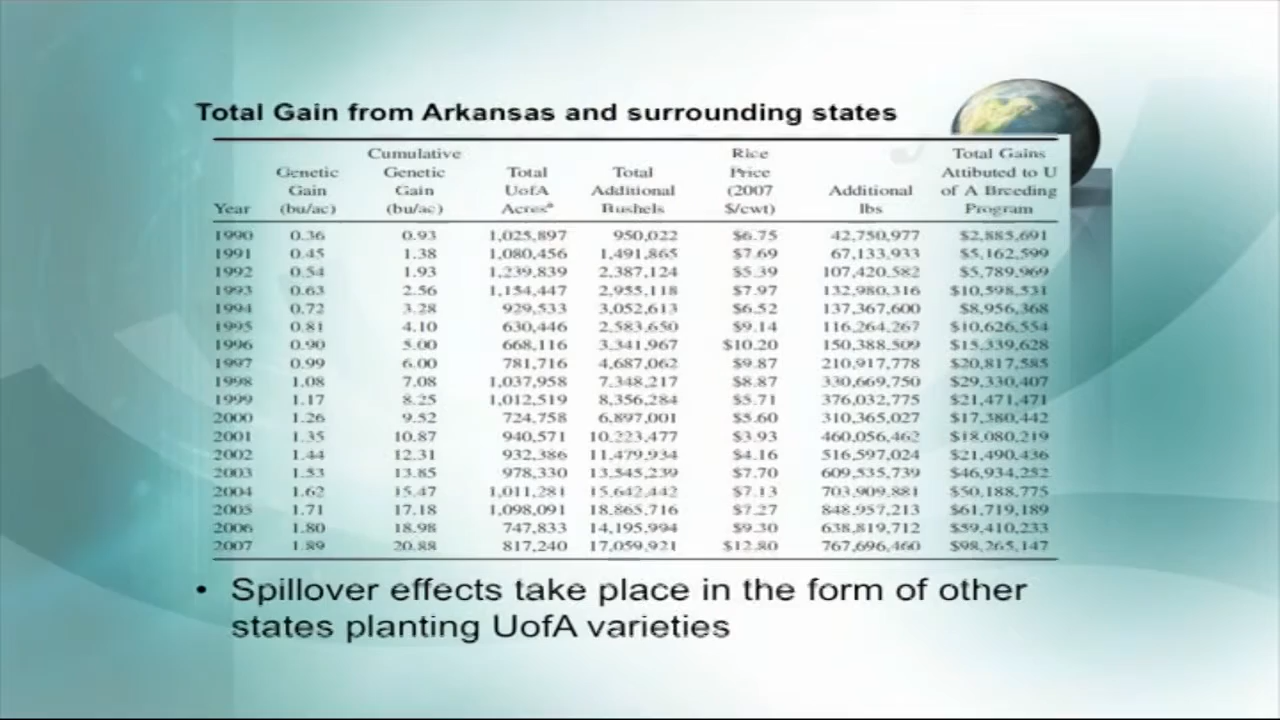 Total Gain from Arkansas and surrounding states
Cumulative Rice Total Gains
Genetic Genetic Total Total Price Attibuted to U
Gain Gain UofA Additional (2007 Additional of A Breeding
Year (bu/ac) (bu/ac) Acresª Bushels $/cwt) lbs Program
1990 0.36 0.93 1,025,897 950,022 $6.75 42,750,977 $2,885,691
1991 0.45 1.38 1,080,456 1,491,865 $7.69 67,133,933 $5,162,599
1992 0.54 1.93 1,239,839 2,387,124 $5.39 107,420,582 $5,789,969
1993 0.63 2.56 1,154,447 2,955,118 $7.97 132,980,316 $10,598,531
1994 0.72 3.28 929,533 3,052,613 $6.52 137,367,600 $8,956,368
1995 0.81 4.10 630,446 2,583,650 $9.14 116,264,267 $10,626,554
1996 0.90 5.00 668,116 3,341,967 $10.20 150,388,509 $15,339,628
1997 0.99 6.00 781,716 4,687,062 $9.87 210,917,778 $20,817,585
1998 1.08 7.08 1,037,958 7,348,217 $8.87 330,669,750 $29,330,407
1999 1.17 8.25 1,012,519 8,356,284 $5.71 376,032,775 $21,471,471
2000 1.26 9.52 724,758 6,897,001 $5.60 310,365,027 $17,380,442
2001 1.35 10.87 940,571 10,223,477 $3.93 460,056,462 $18,080,219
2002 1.44 12.31 932,386 11,479,934 $4.16 516,597,024 $21,490,436
2003 1.53 13.85 978,330 13,545,239 $7.70 609,535,739 $46,934,252
2004 1.62 15.47 1,011,281 15,642,442 $7.13 703,909,881 $50,188,775
2005 1.71 17.18 1,098,091 18,865,716 $7.27 848,957,213 $61,719,189
2006 1.80 18.98 747,833 14,195,994 $9.30 638,819,712 $59,410,233
2007 1.89 20.88 817,240 17,059,921 $12.80 767,696,460 $98,265,147
• Spillover effects take place in the form of other
states planting UofA varieties